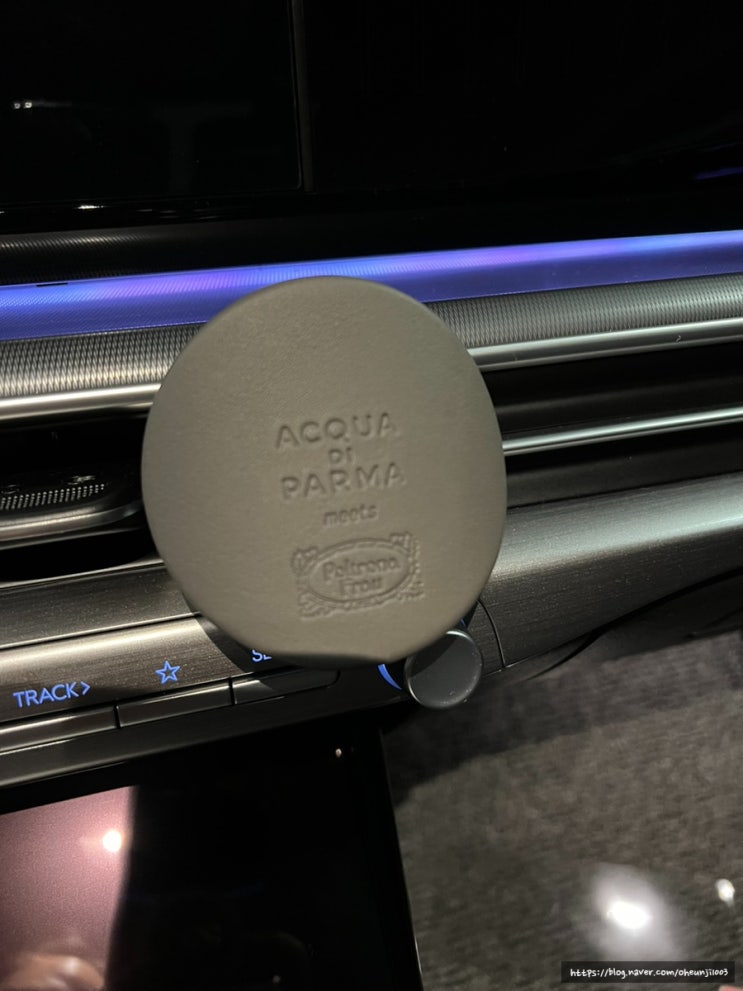 ACQUA
DI
PARMA
meets
Poltrona
Frau
TRACK>
☆
https://blog.naver.com/oheunji1003